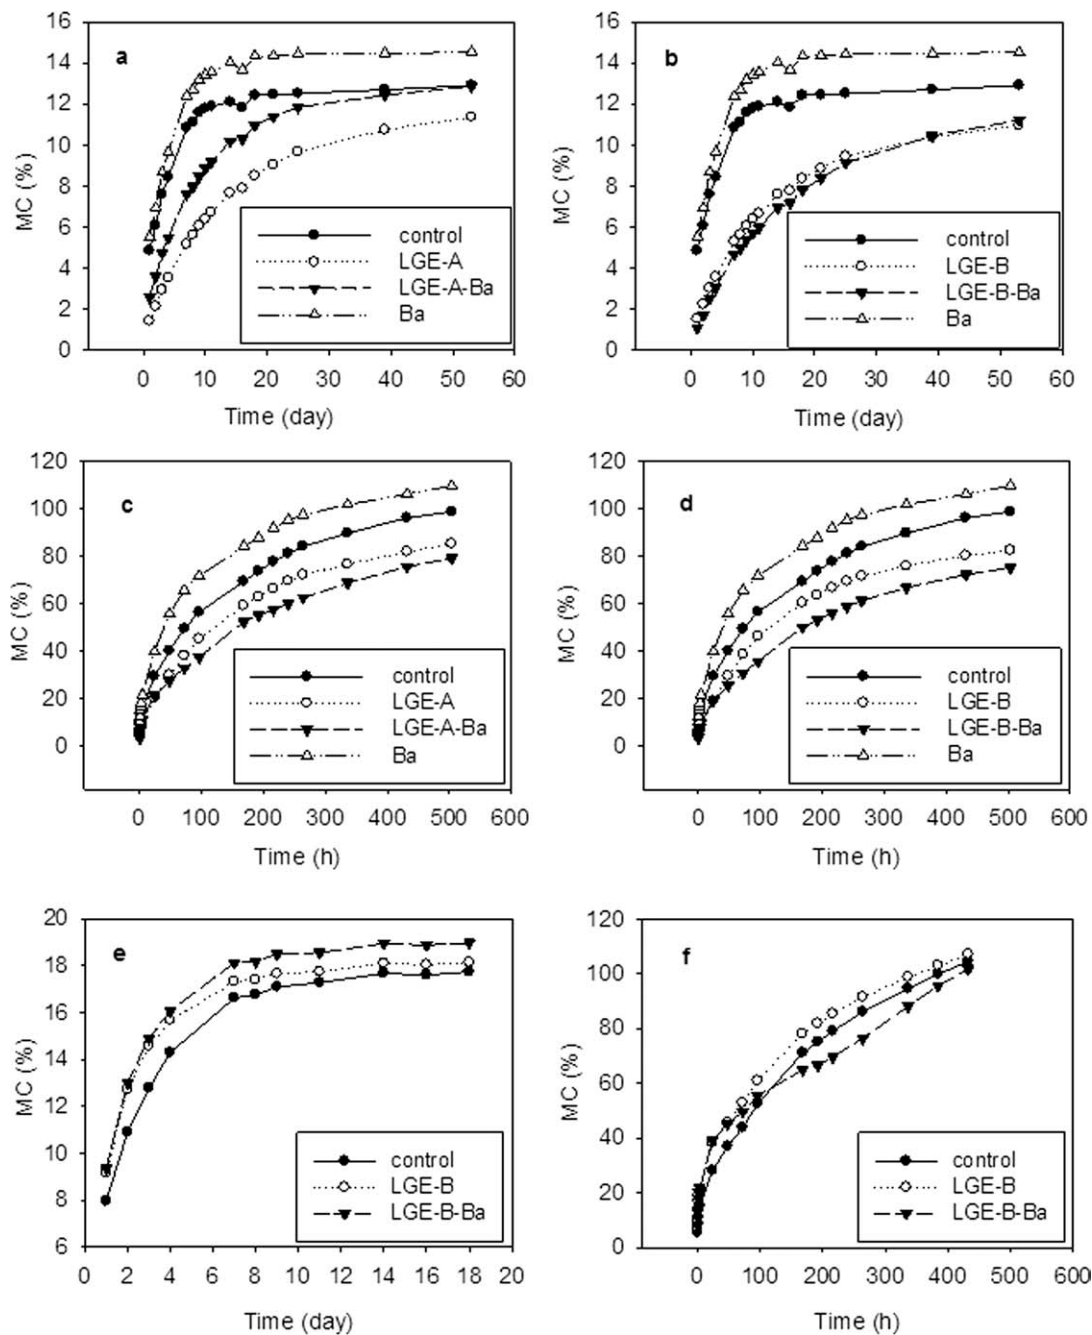 a
MC (%)
16
14
12
10
8
6
4
2
0
control
LGE-A
LGE-A-Ba
Ba
0 10 20 30 40 50 60
Time (day)
b
MC (%)
16
14
12
10
8
6
4
2
0
control
LGE-B
LGE-B-Ba
Ba
0 10 20 30 40 50 60
Time (day)
c
MC (%)
120
100
80
60
40
20
0
control
LGE-A
LGE-A-Ba
Ba
0 100 200 300 400 500 600
Time (h)
d
MC (%)
120
100
80
60
40
20
0
control
LGE-B
LGE-B-Ba
Ba
0 100 200 300 400 500 600
Time (h)
e
MC (%)
20
18
16
14
12
10
8
6
control
LGE-B
LGE-B-Ba
0 2 4 6 8 10 12 14 16 18 20
Time (day)
f
MC (%)
120
100
80
60
40
20
0
control
LGE-B
LGE-B-Ba
0 100 200 300 400 500 600
Time (h)